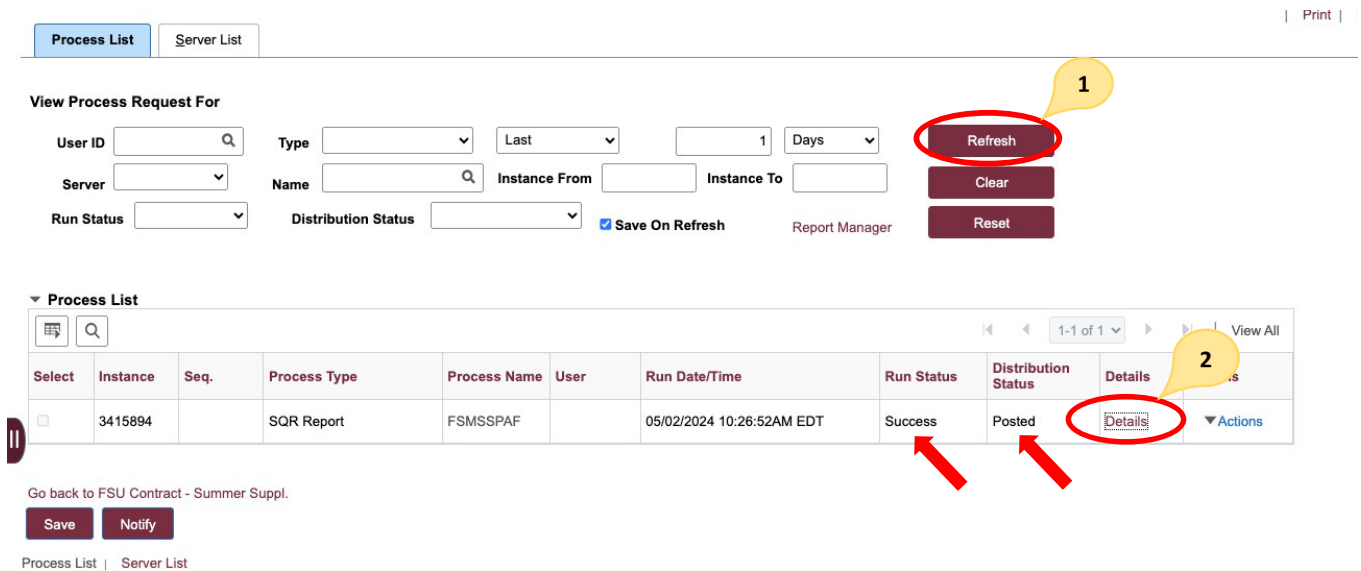 | Print |
Process List Server List
1
View Process Request For
User ID Type Last 1 Days Refresh
Server Name Instance From Instance To Clear
Run Status Distribution Status Save On Refresh Report Manager Reset
Process List
1-1 of 1 | View All
2
Select Instance Seq. Process Type Process Name User Run Date/Time Run Status Distribution Status Details
3415894 SQR Report FSMSSPAF 05/02/2024 10:26:52AM EDT Success Posted Details Actions
Go back to FSU Contract - Summer Suppl.
Save Notify
Process List | Server List